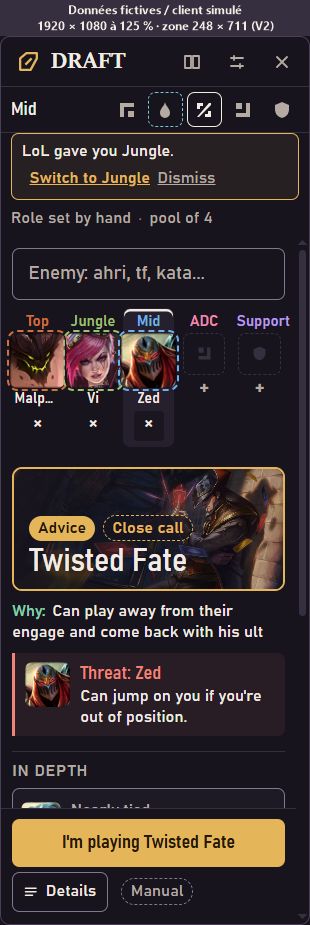 Données fictives / client simulé
1920 × 1080 à 125 % · zone 248 × 711 (V2)
DRAFT
Mid
LoL gave you Jungle.
Switch to Jungle Dismiss
Role set by hand · pool of 4
Enemy: ahri, tf, kata...
Top Jungle Mid ADC Support
Malp... Vi Zed + +
× × ×
Advice Close call
Twisted Fate
Why: Can play away from their
engage and come back with his ult
Threat: Zed
Can jump on you if you're
out of position.
IN DEPTH
Nearly tied
I'm playing Twisted Fate
Details Manual